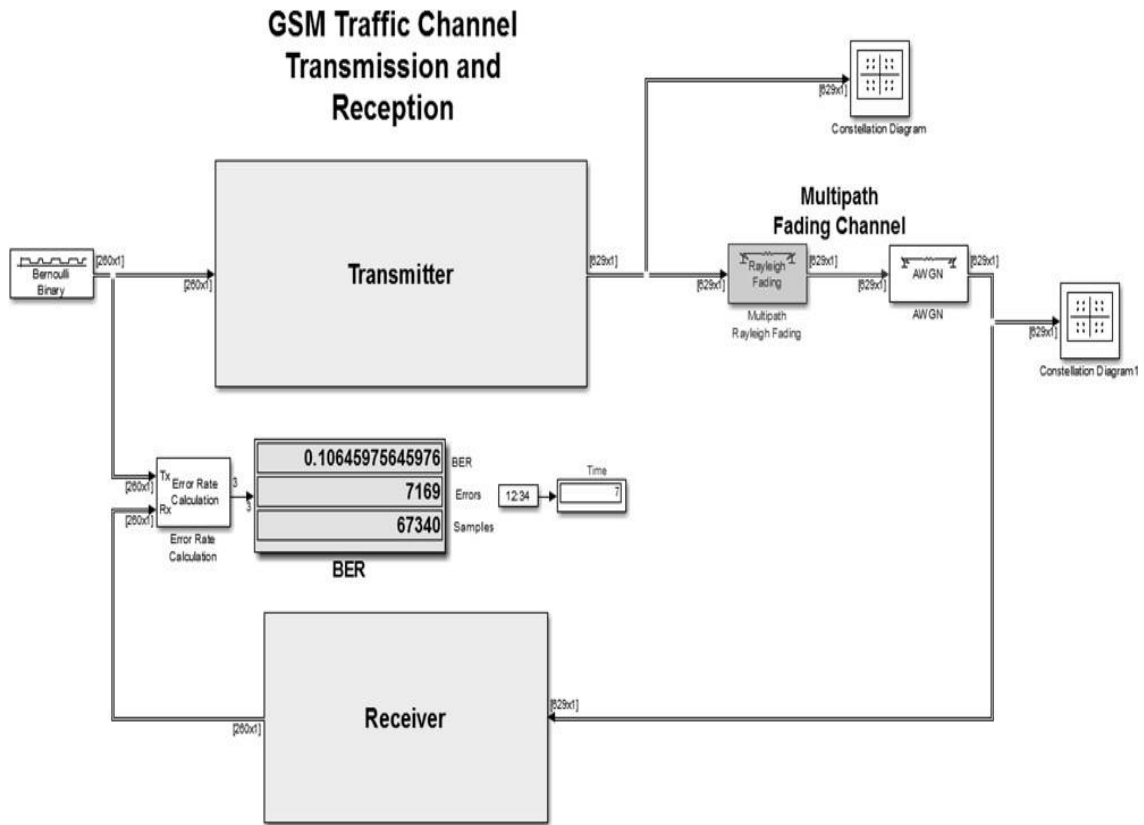 GSM Traffic Channel
Transmission and
Reception
[629x1]
Constellation Diagram
Multipath
Fading Channel
Bernoulli
Binary
[260x1]
[260x1]
Transmitter
[629x1]
[629x1]
Rayleigh
Fading
[629x1]
Multipath
Rayleigh Fading
[629x1]
AWGN
[629x1]
AWGN
[629x1]
Constellation Diagram1
Tx
Rx
Error Rate
Calculation
[260x1]
[260x1]
3
3
Error Rate
Calculation
0.10645975645976
BER
7169
Errors
67340
Samples
BER
12:34
Time
7
Receiver
[260x1]
[629x1]